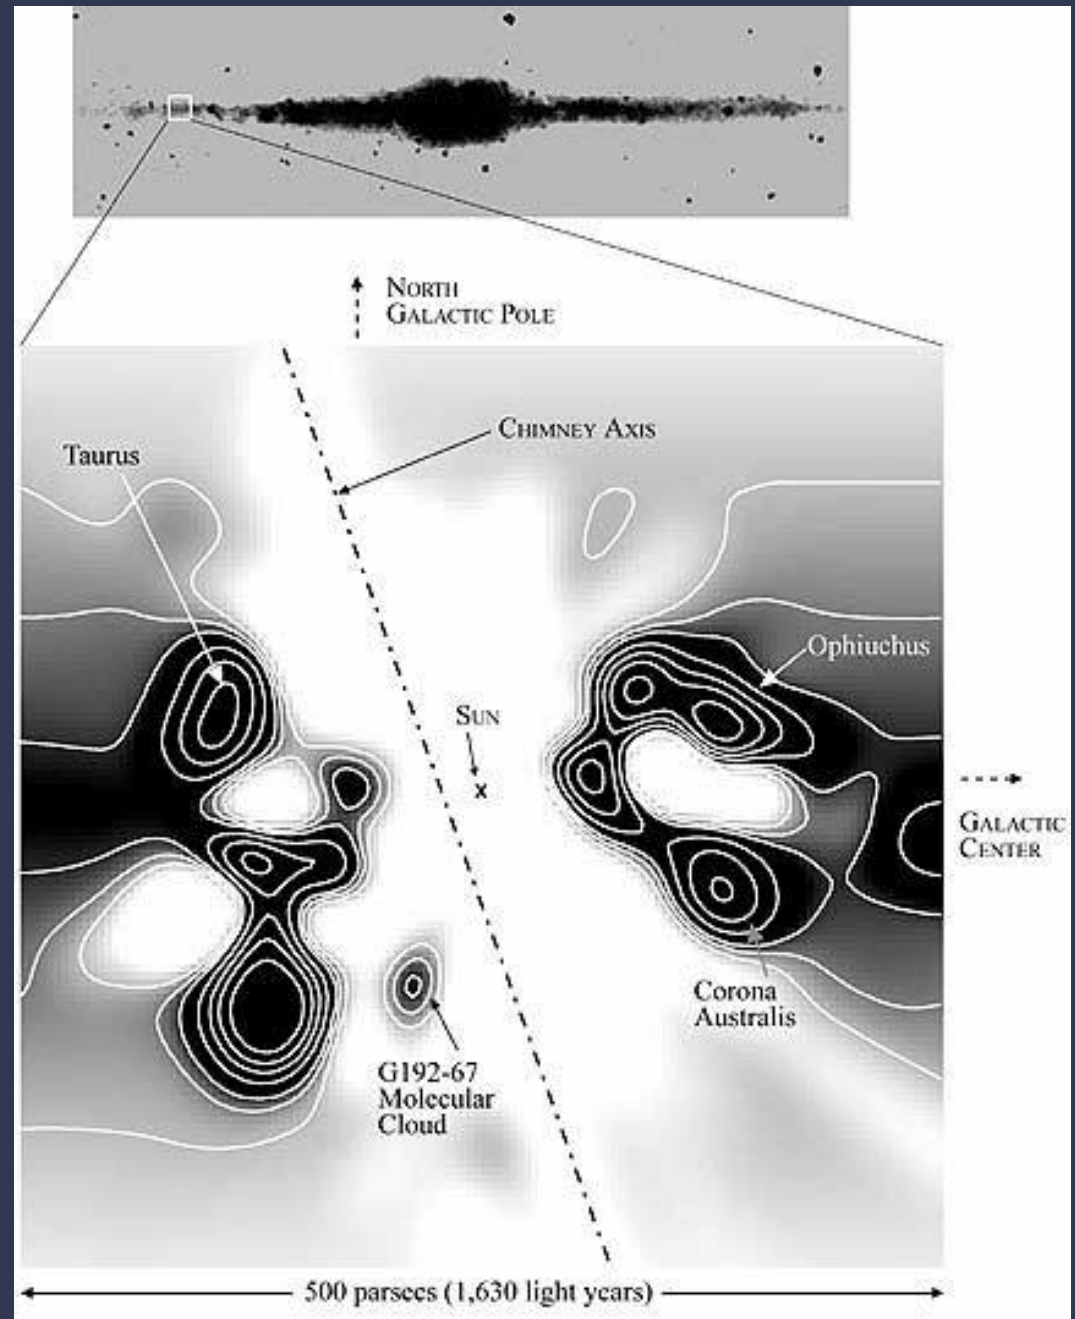 NORTH
GALACTIC POLE
CHIMNEY AXIS
Taurus
Ophiuchus
SUN
x
GALACTIC
CENTER
Corona
Australis
G192-67
Molecular
Cloud
500 parsecs (1,630 light years)